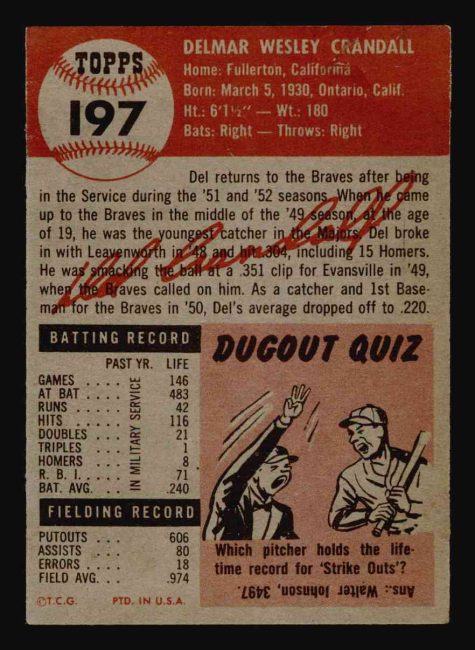 TOPPS
197
DELMAR WESLEY CRANDALL
Home: Fullerton, California
Born: March 5, 1930, Ontario, Calif.
Ht.: 6'1½" — Wt.: 180
Bats: Right — Throws: Right
Del returns to the Braves after being
in the Service during the '51 and '52 seasons. When he came
up to the Braves in the middle of the '49 season, at the age
of 19, he was the youngest catcher in the Majors. Del broke
in with Leavenworth in '48 and hit .304, including 15 Homers.
He was smacking the ball at a .351 clip for Evansville in '49,
when the Braves called on him. As a catcher and 1st Base-
man for the Braves in '50, Del's average dropped off to .220.
Del Crandall
BATTING RECORD
PAST YR. LIFE
GAMES .... 146
AT BAT .... 483
RUNS .... 42
HITS .... 116
DOUBLES .. 21
TRIPLES ... 1
HOMERS ... 8
R. B. I. .... 71
BAT. AVG. .. .240
IN MILITARY SERVICE
FIELDING RECORD
PUTOUTS .... 606
ASSISTS .... 80
ERRORS .... 18
FIELD AVG. ... .974
©T.C.G. PTD. IN U.S.A.
DUGOUT QUIZ
Which pitcher holds the life-
time record for 'Strike Outs'?
Ans.: Walter Johnson, 3497.